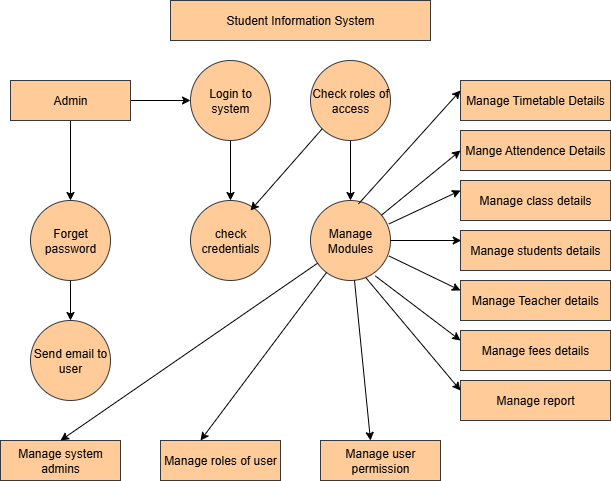 Student Information System
Admin
Login to
system
Check roles of
access
Manage Timetable Details
Mange Attendence Details
Manage class details
Forget
password
check
credentials
Manage
Modules
Manage students details
Manage Teacher details
Send email to
user
Manage fees details
Manage report
Manage system
admins
Manage roles of user
Manage user
permission